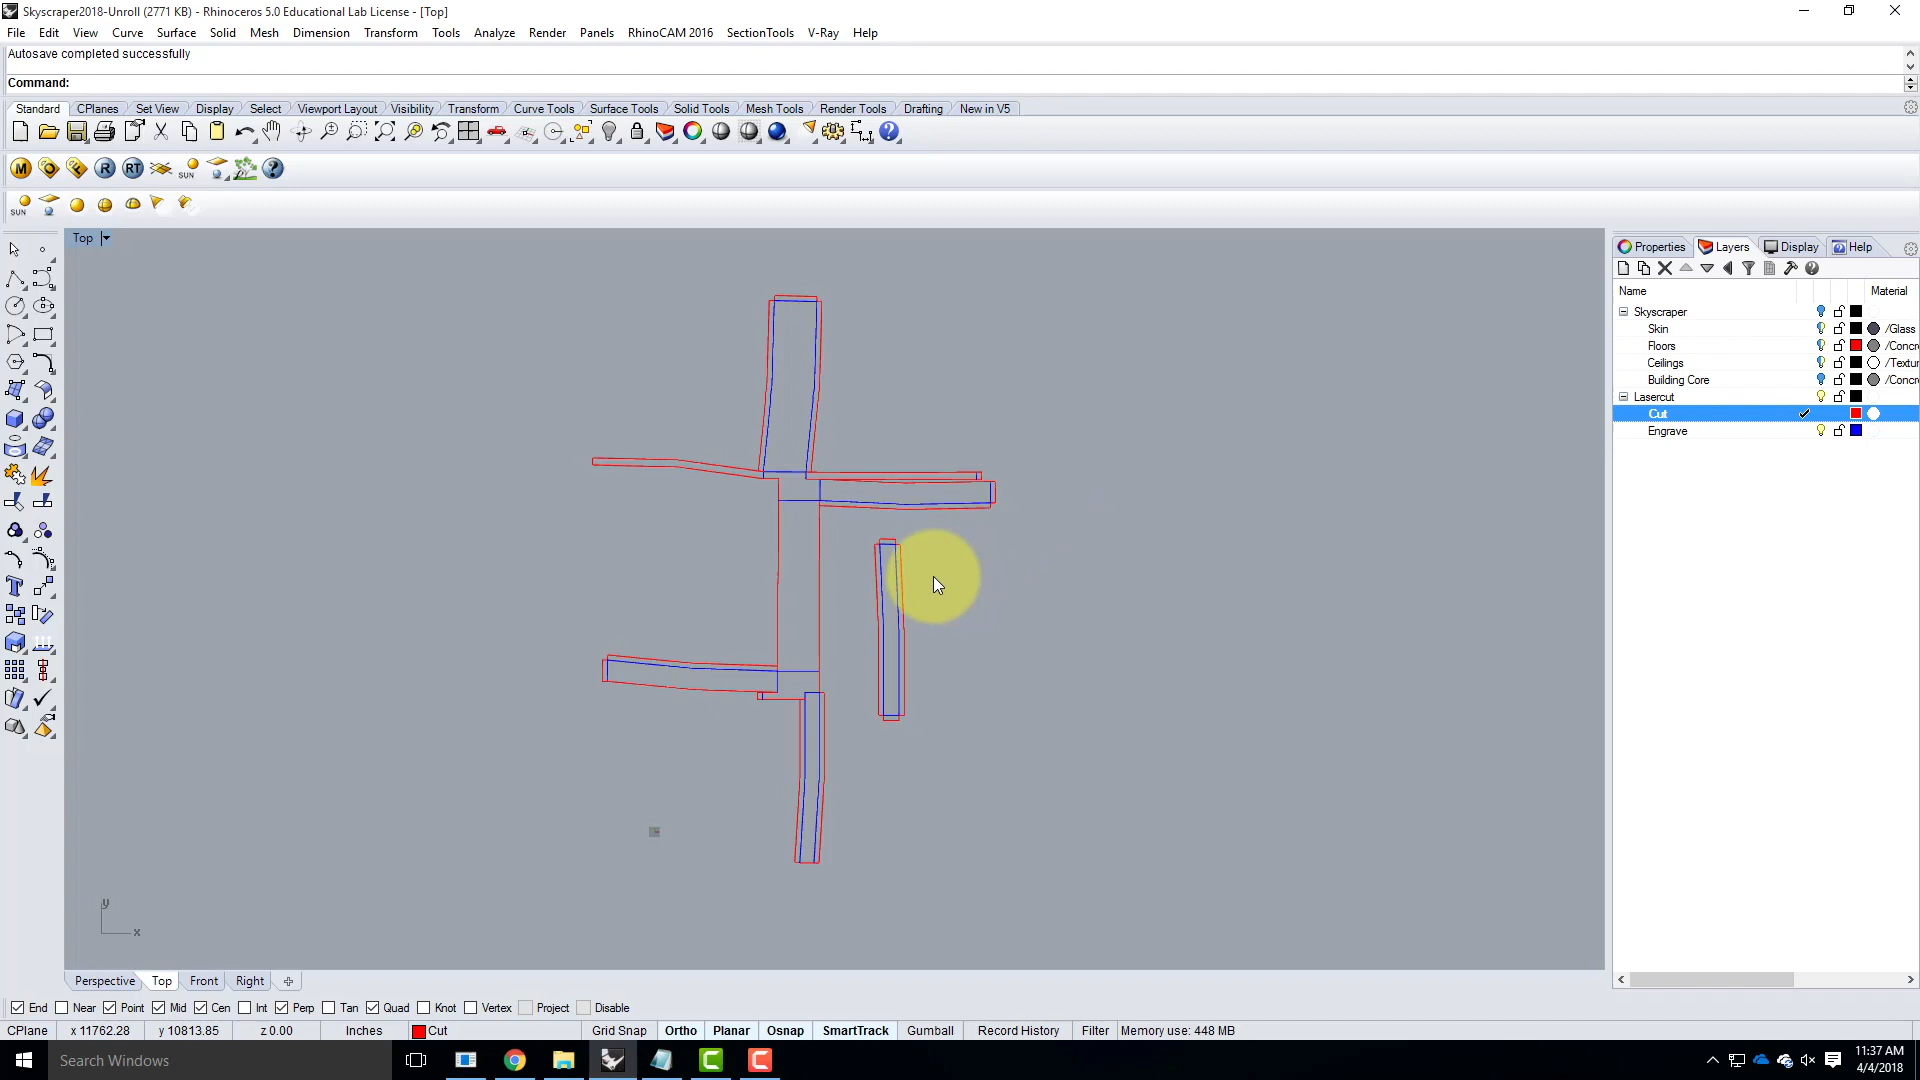 Skyscraper2018-Unroll (2771 KB) - Rhinoceros 5.0 Educational Lab License - [Top]
File Edit View Curve Surface Solid Mesh Dimension Transform Tools Analyze Render Panels RhinoCAM 2016 SectionTools V-Ray Help
Autosave completed successfully
Command:
Standard CPlanes Set View Display Select Viewport Layout Visibility Transform Curve Tools Surface Tools Solid Tools Mesh Tools Render Tools Drafting New in V5
M O F R RT SUN
SUN
Top
Properties Layers Display Help
Name Material
Skyscraper
Skin /Glass
Floors /Concr
Ceilings /Textur
Building Core /Concr
Lasercut
Cut
Engrave
y
x
Perspective Top Front Right
End Near Point Mid Cen Int Perp Tan Quad Knot Vertex Project Disable
CPlane x 11762.28 y 10813.85 z 0.00 Inches Cut Grid Snap Ortho Planar Osnap SmartTrack Gumball Record History Filter Memory use: 448 MB
Search Windows
11:37 AM
4/4/2018